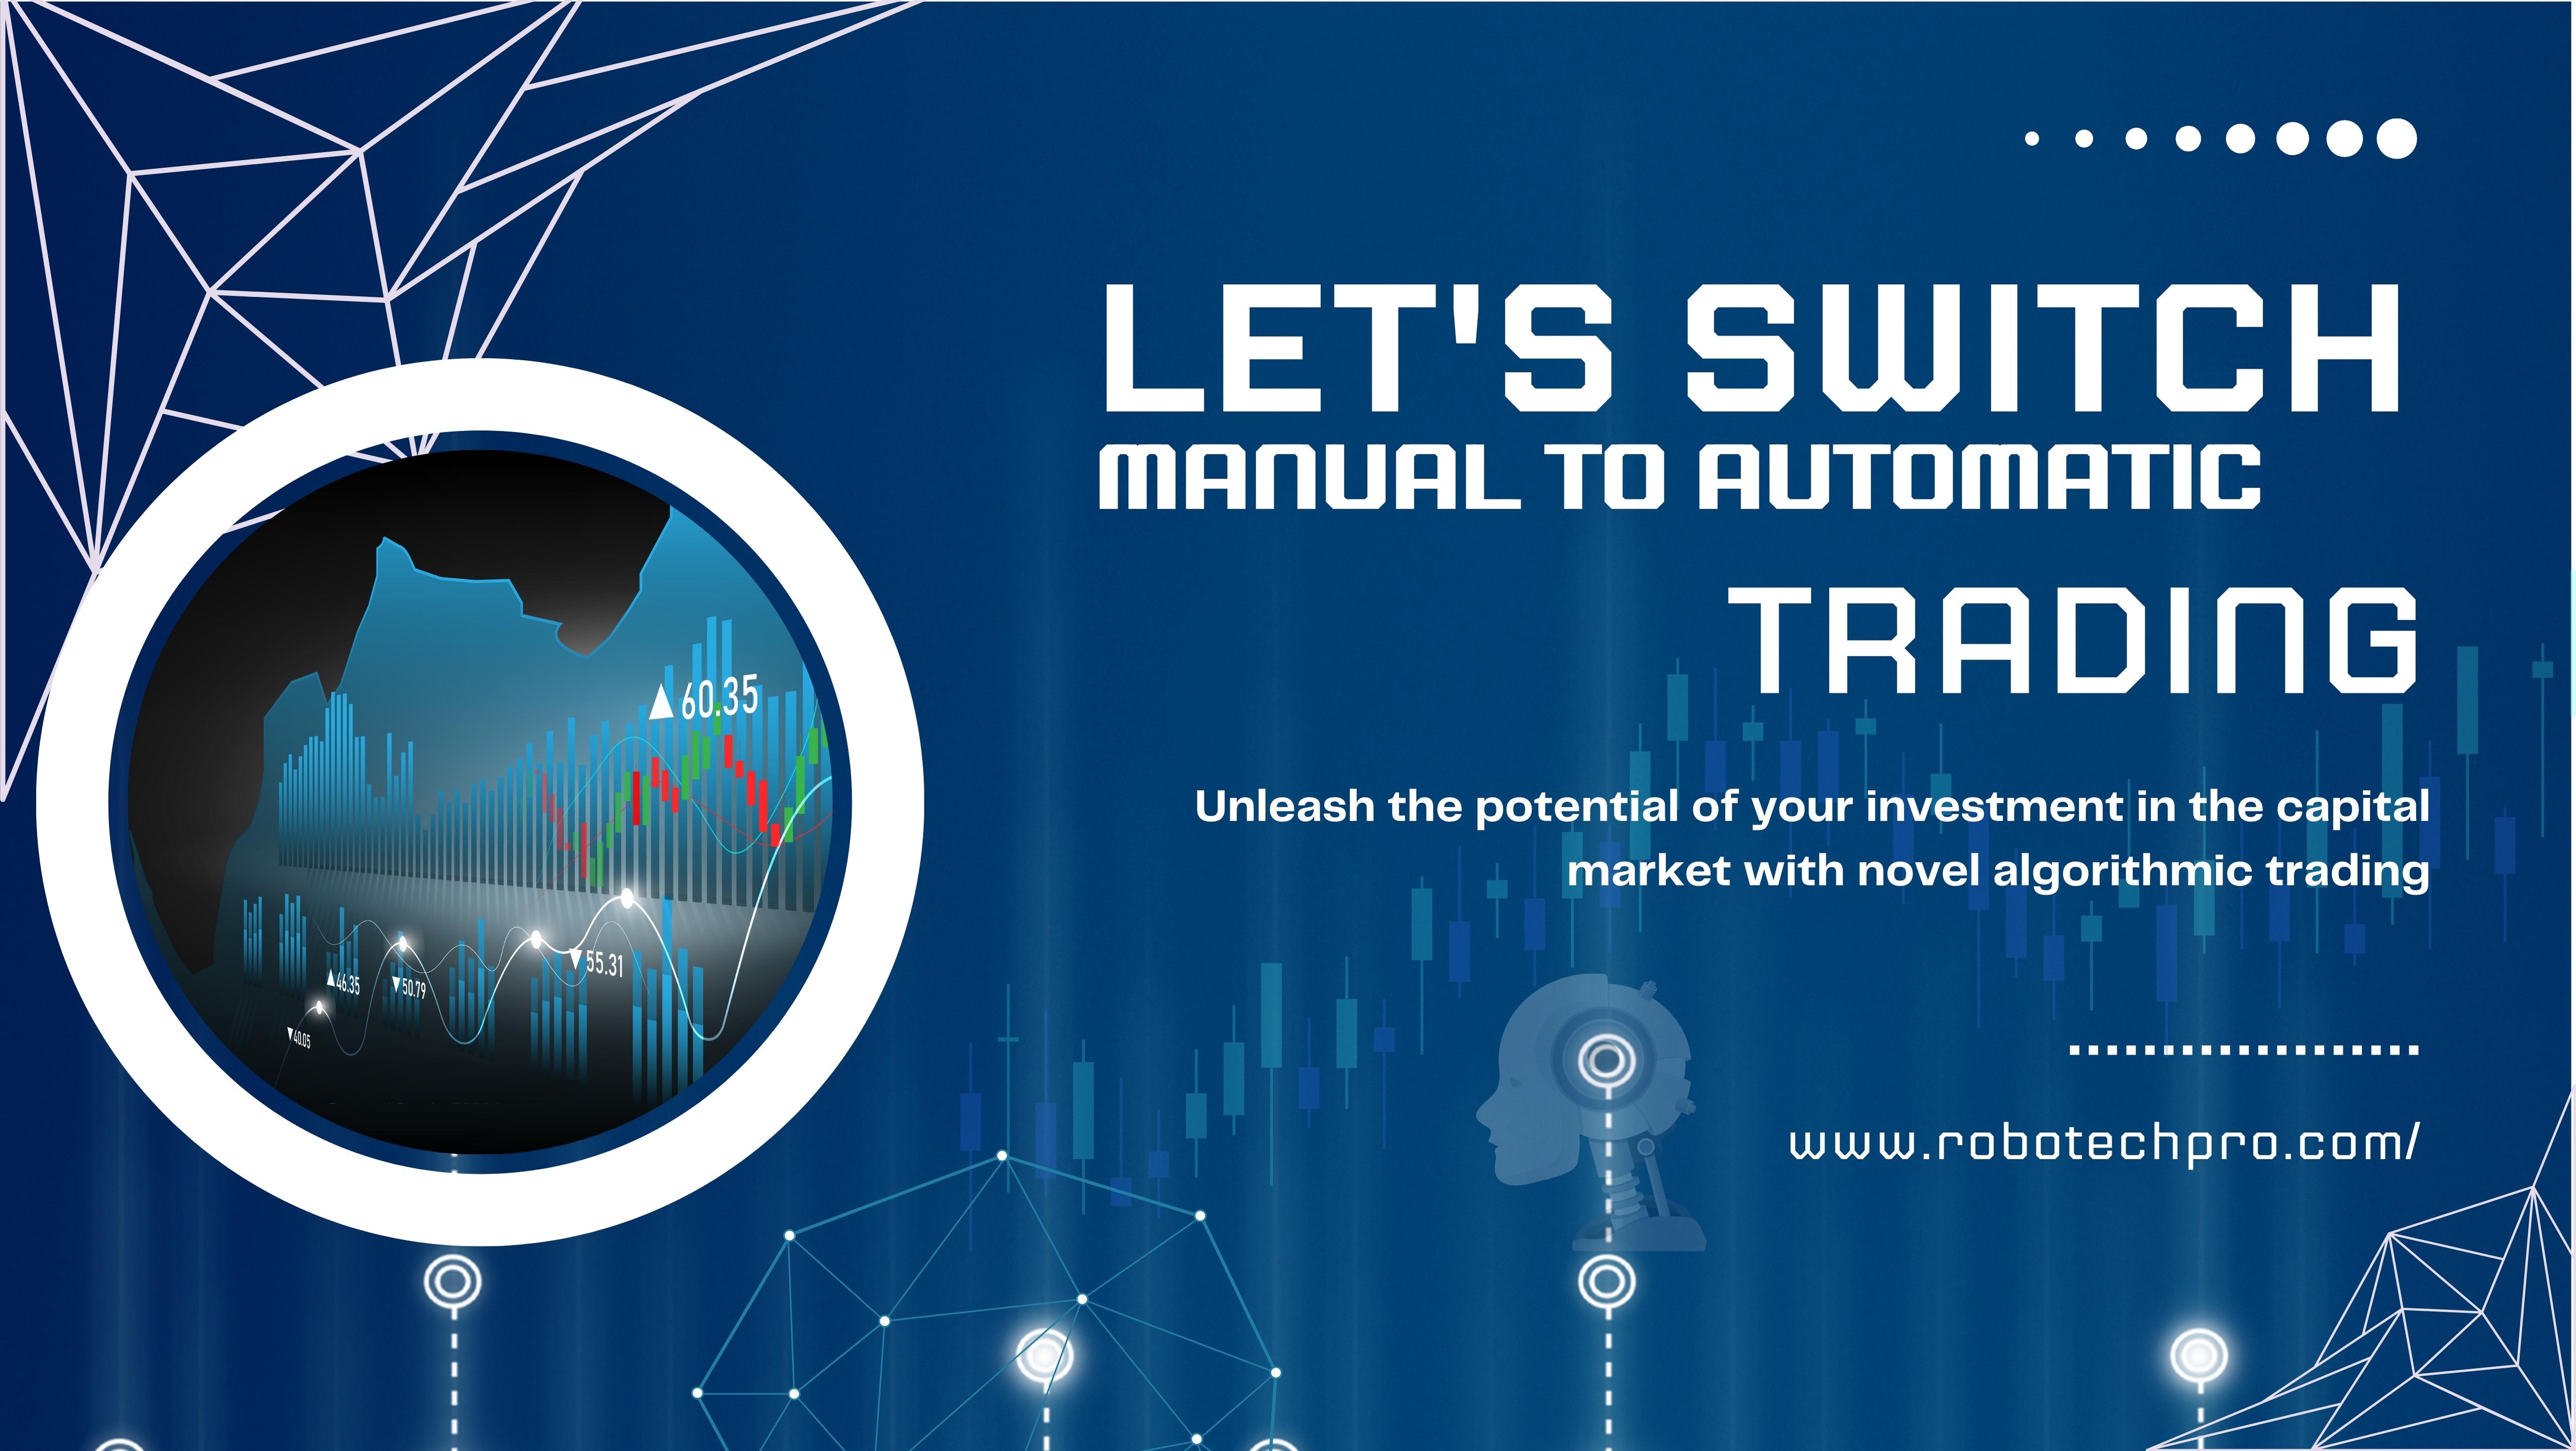 LET'S SWITCH
MANUAL TO AUTOMATIC
TRADING
Unleash the potential of your investment in the capital
market with novel algorithmic trading
www.robotechpro.com/
▲60.35
▼55.31
▲46.35
▼50.79
▼40.05